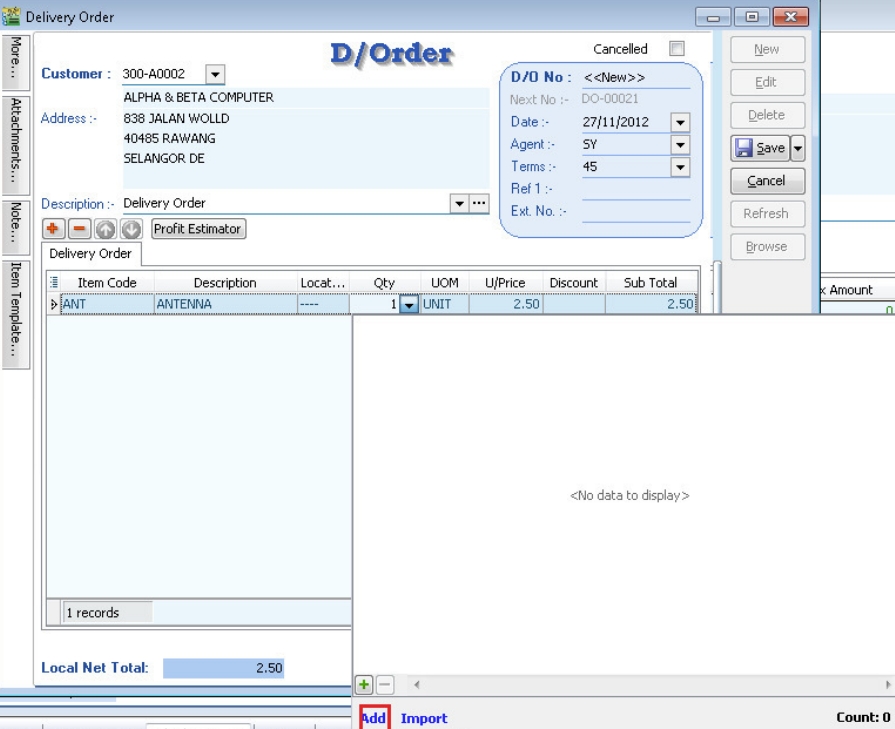 Delivery Order
More...
Attachments...
Note...
Item Template...
D/Order
Cancelled
Customer : 300-A0002
ALPHA & BETA COMPUTER
Address :- 838 JALAN WOLLD
40485 RAWANG
SELANGOR DE
Description :- Delivery Order
D/O No : <<New>>
Next No :- DO-00021
Date :- 27/11/2012
Agent :- SY
Terms :- 45
Ref 1 :-
Ext. No. :-
New
Edit
Delete
Save
Cancel
Refresh
Browse
Profit Estimator
Delivery Order
Item Code Description Locat... Qty UOM U/Price Discount Sub Total
ANT ANTENNA ---- 1 UNIT 2.50 2.50
x Amount
0
<No data to display>
1 records
Local Net Total: 2.50
Add Import Count: 0